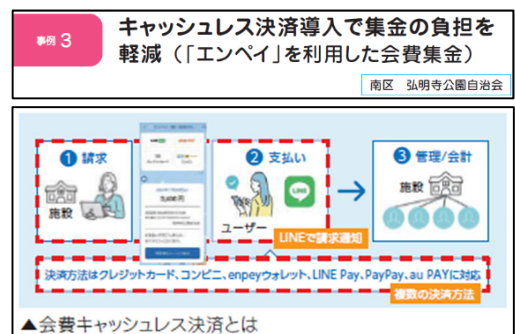 事例 3
キャッシュレス決済導入で集金の負担を
軽減（「エンペイ」を利用した会費集金）
南区 弘明寺公園自治会
1 請求
施設
2 支払い
ユーザー
LINEで請求通知
3 管理/会計
施設
決済方法はクレジットカード、コンビニ、enpeyウォレット、LINE Pay、PayPay、au PAYに対応
複数の決済方法
▲会費キャッシュレス決済とは